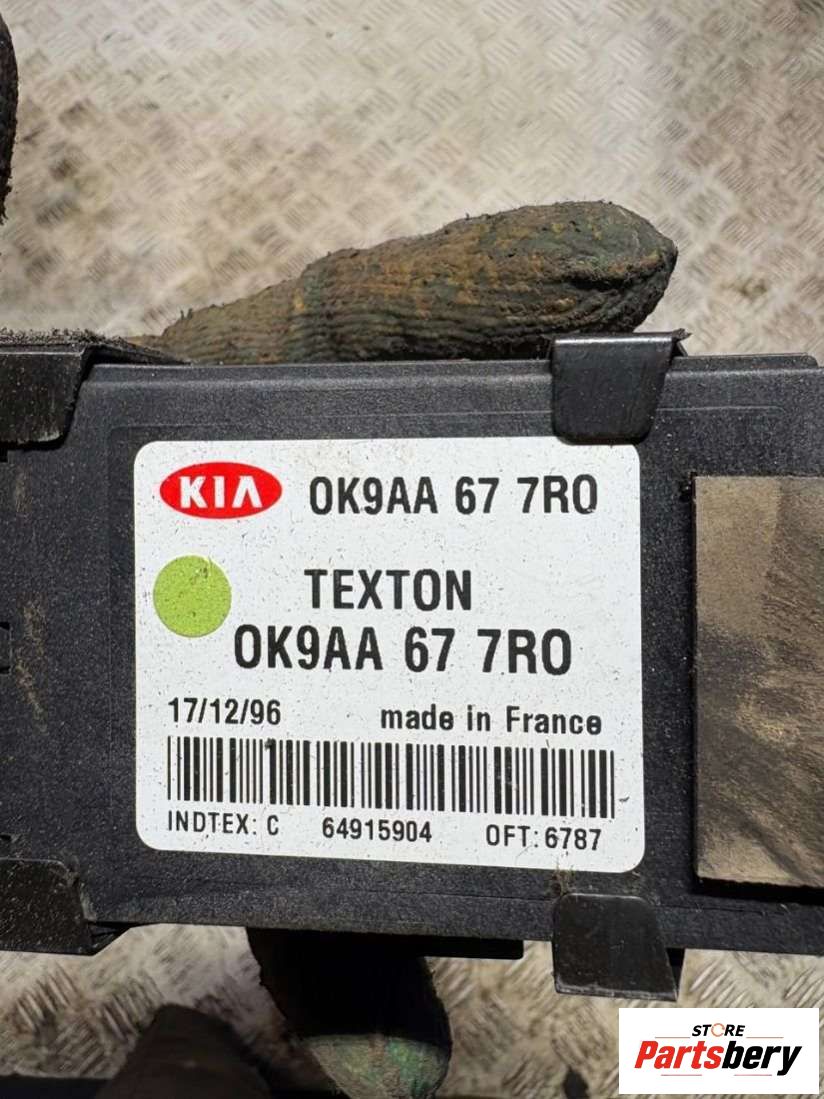 KIA 0K9AA 67 7R0
TEXTON
0K9AA 67 7R0
17/12/96 made in France
INDTEX: C 64915904 OFT: 6787
STORE
Partsbery